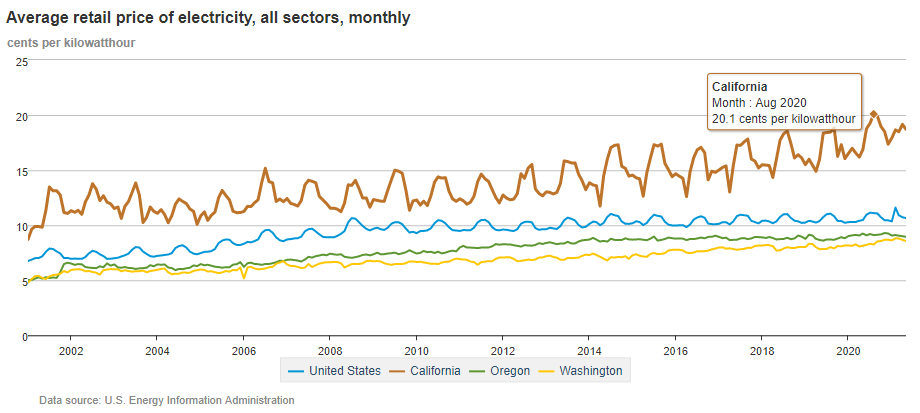 Average retail price of electricity, all sectors, monthly
cents per kilowatthour
25
California
Month : Aug 2020
20.1 cents per kilowatthour
20
15
10
5
0
2002 2004 2006 2008 2010 2012 2014 2016 2018 2020
United States California Oregon Washington
Data source: U.S. Energy Information Administration